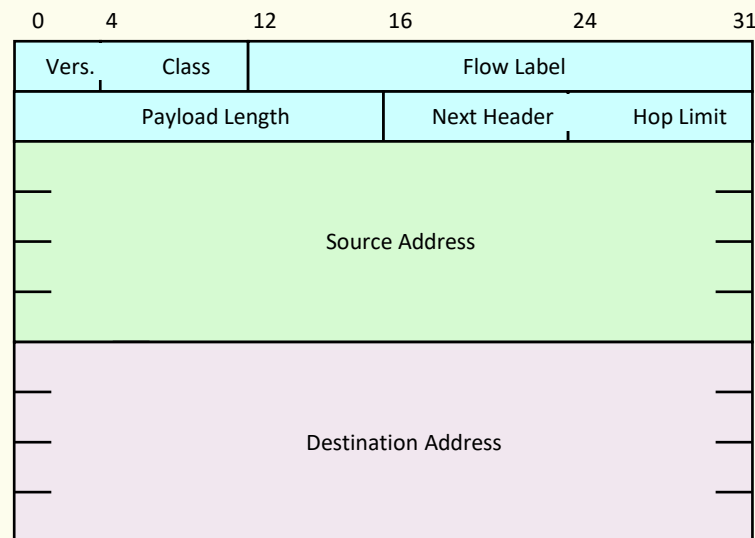 0 4 12 16 24 31
Vers. Class Flow Label
Payload Length Next Header Hop Limit
Source Address
Destination Address